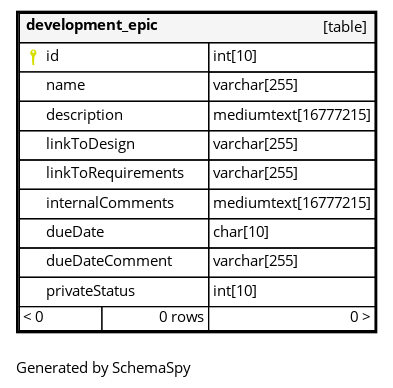 development_epic [table]
id int[10]
name varchar[255]
description mediumtext[16777215]
linkToDesign varchar[255]
linkToRequirements varchar[255]
internalComments mediumtext[16777215]
dueDate char[10]
dueDateComment varchar[255]
privateStatus int[10]
< 0 0 rows 0 >
Generated by SchemaSpy